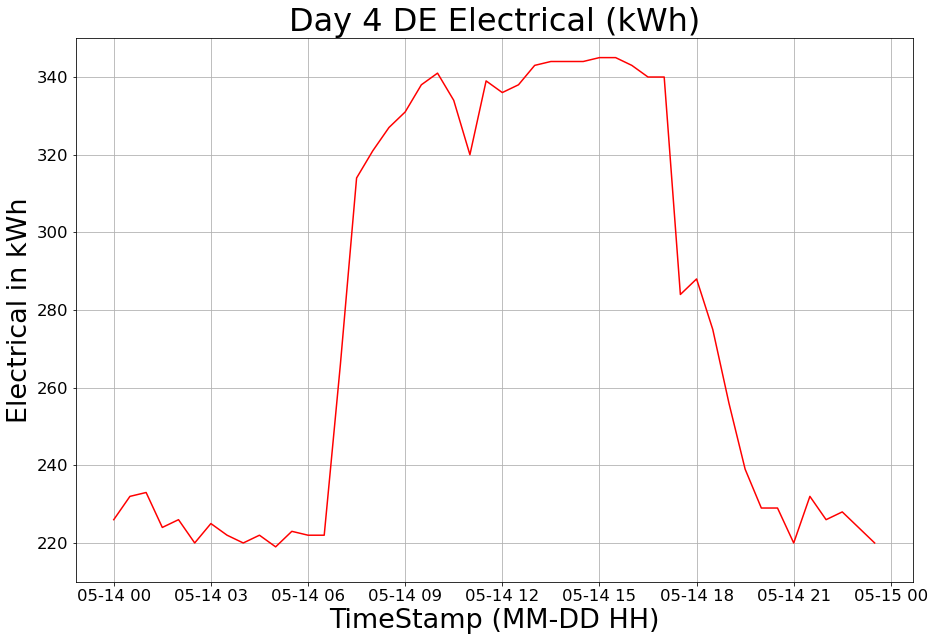 Day 4 DE Electrical (kWh)
Electrical in kWh
340
320
300
280
260
240
220
05-14 00 05-14 03 05-14 06 05-14 09 05-14 12 05-14 15 05-14 18 05-14 21 05-15 00
TimeStamp (MM-DD HH)